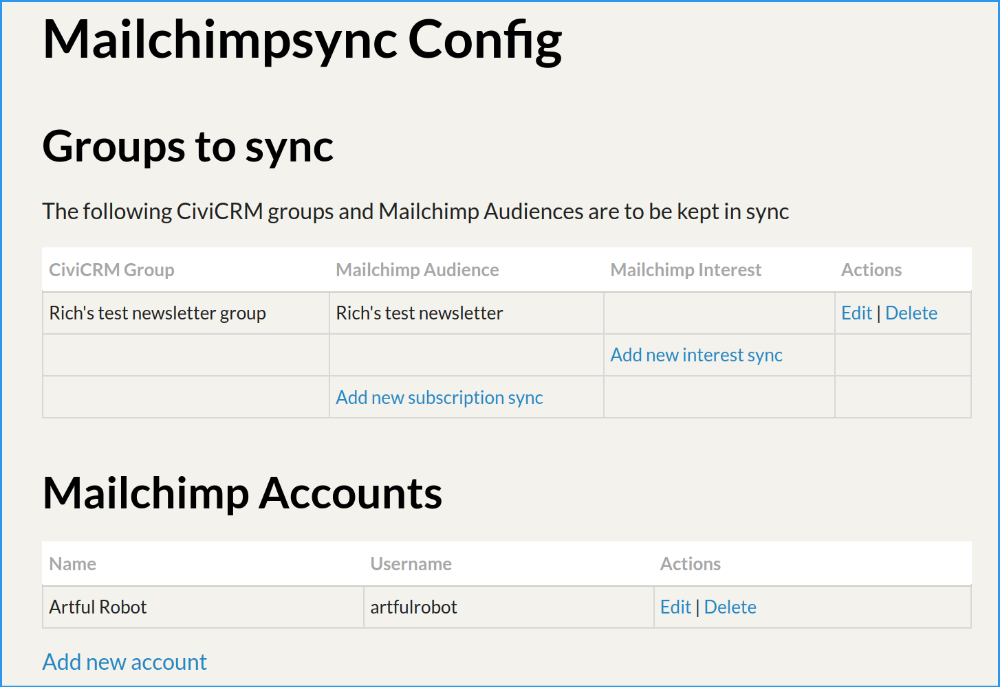 Mailchimpsync Config
Groups to sync
The following CiviCRM groups and Mailchimp Audiences are to be kept in sync
CiviCRM Group Mailchimp Audience Mailchimp Interest Actions
Rich's test newsletter group Rich's test newsletter Edit | Delete
Add new interest sync
Add new subscription sync
Mailchimp Accounts
Name Username Actions
Artful Robot artfulrobot Edit | Delete
Add new account